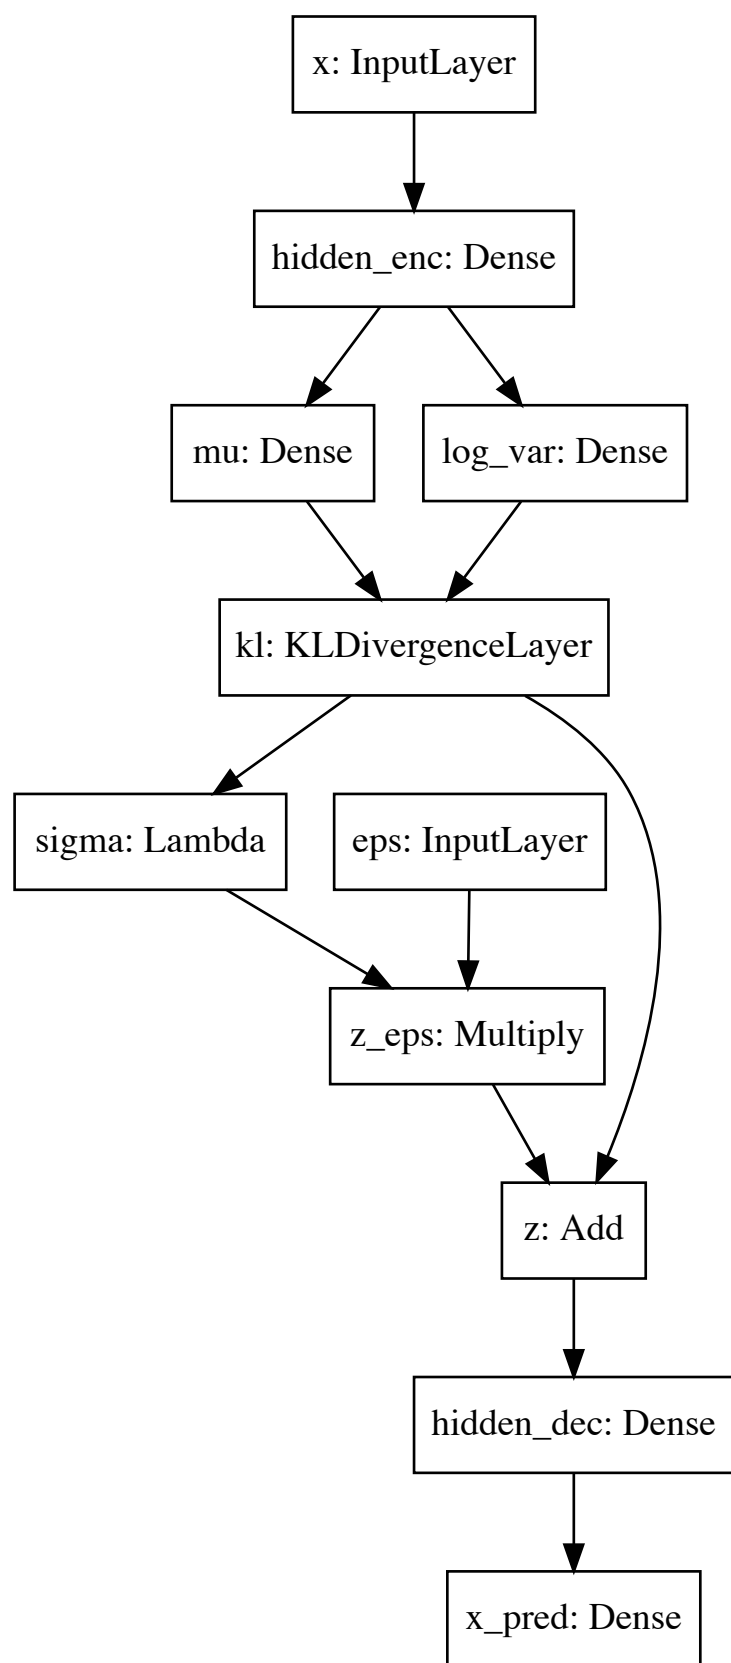 x: InputLayer
hidden_enc: Dense
mu: Dense
log_var: Dense
kl: KLDivergenceLayer
sigma: Lambda
eps: InputLayer
z_eps: Multiply
z: Add
hidden_dec: Dense
x_pred: Dense